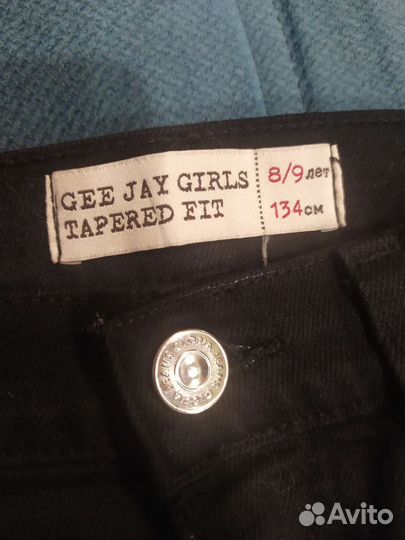 GEE JAY GIRLS
TAPERED FIT
8/9 лет
134 см
Avito